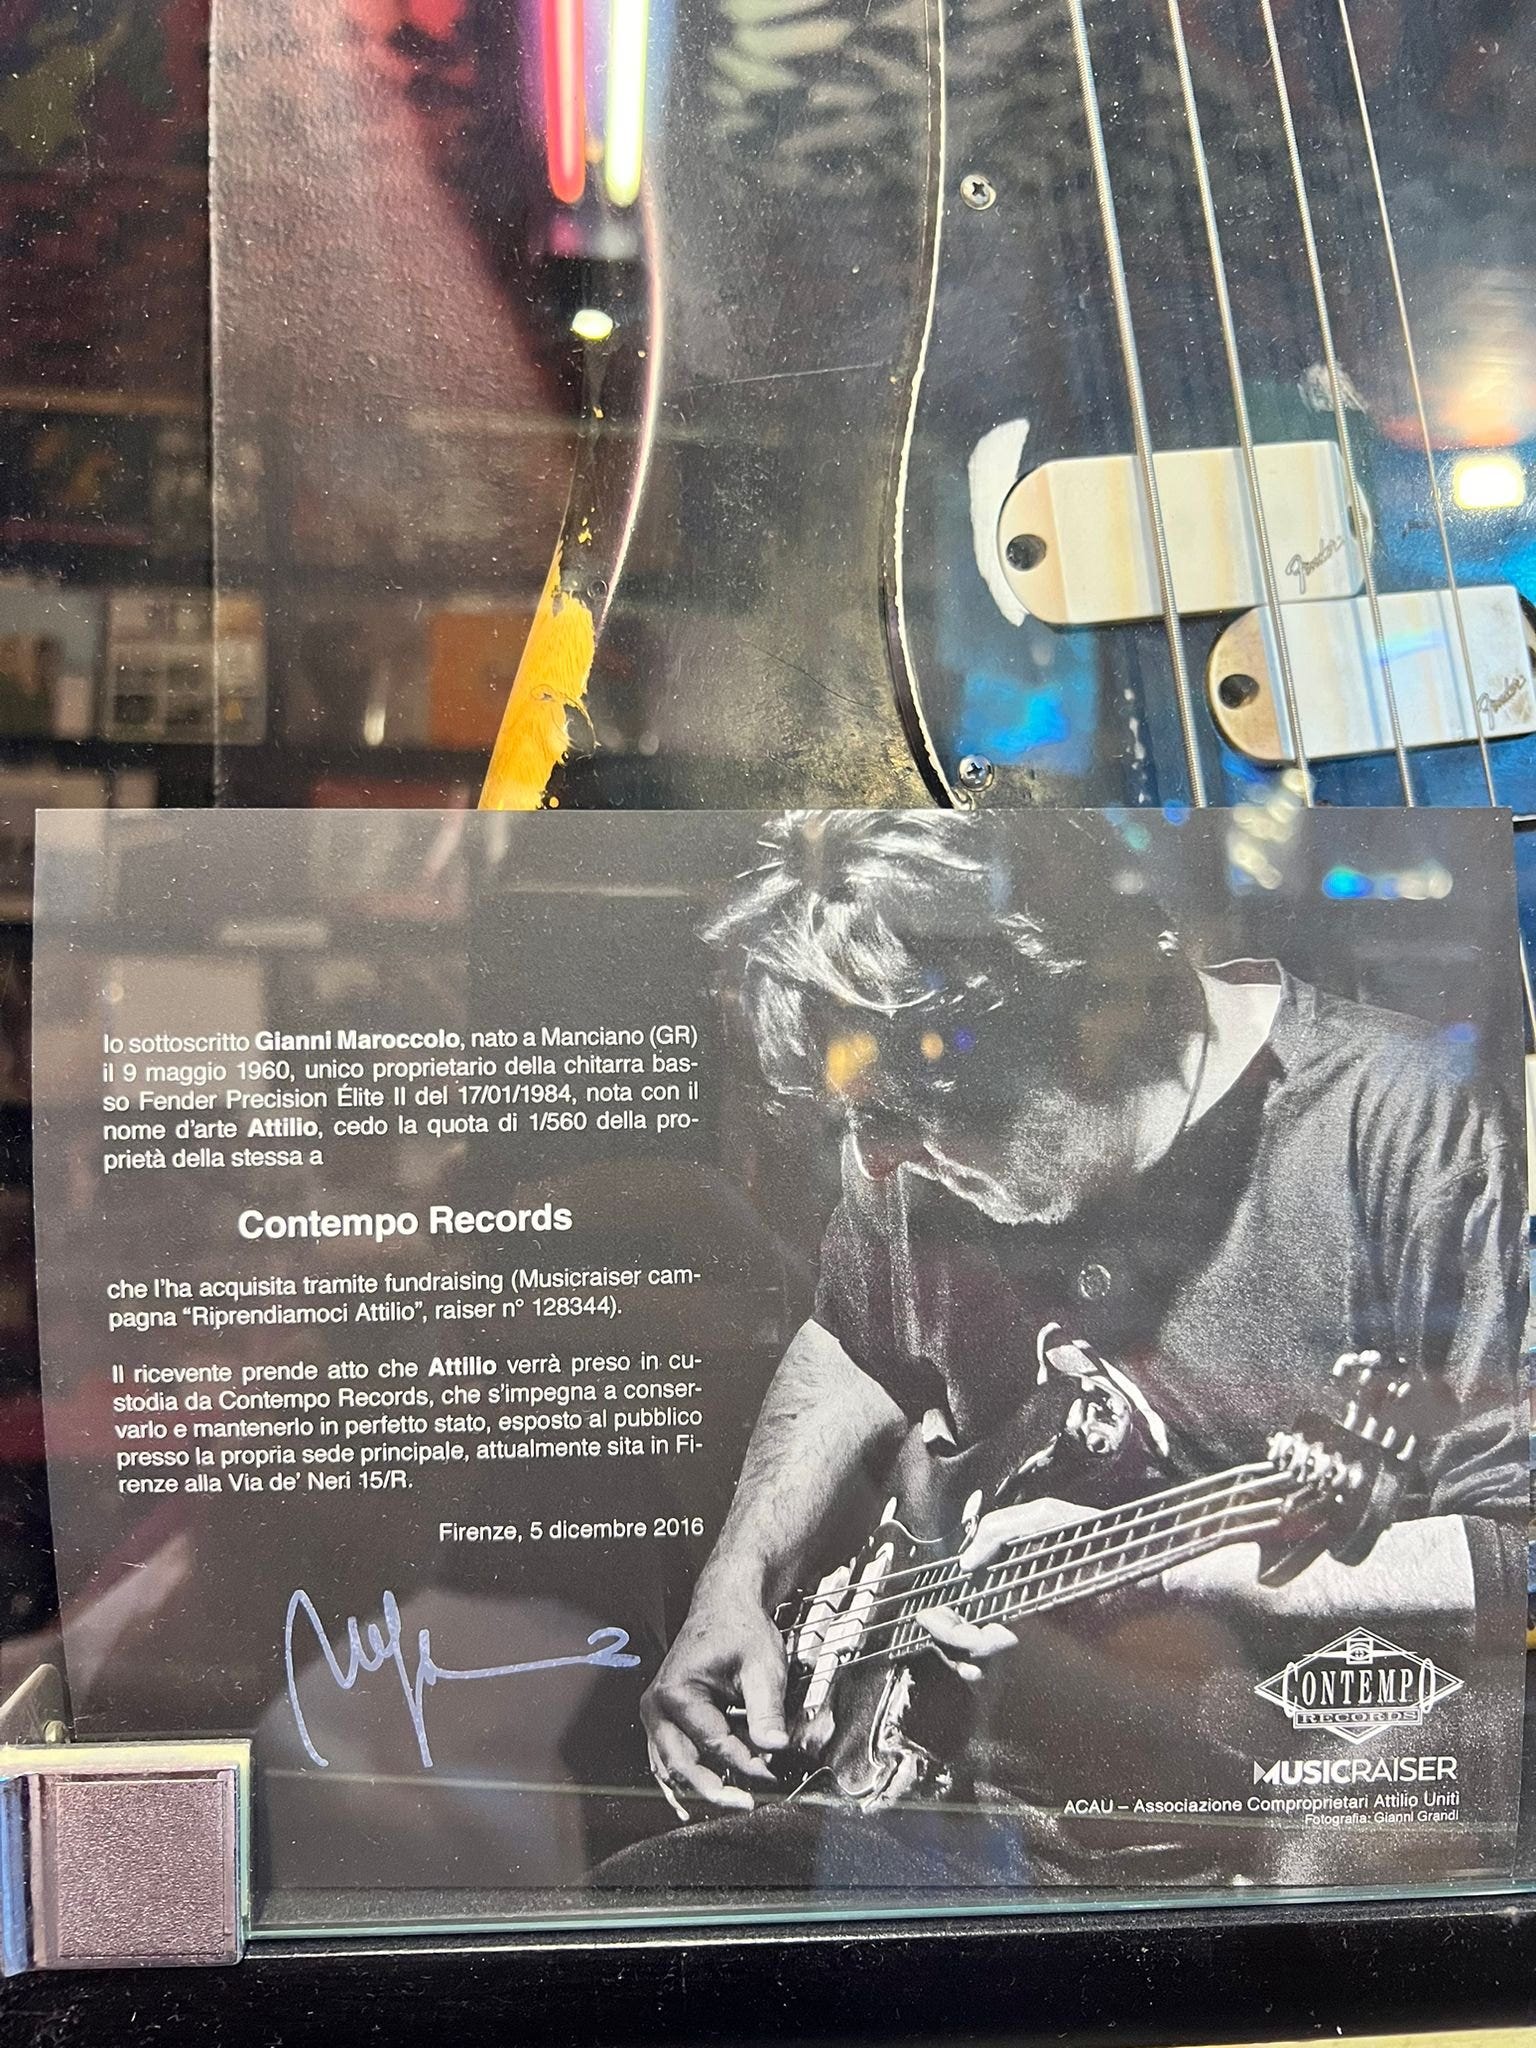 Fender
Fender
Io sottoscritto Gianni Maroccolo, nato a Manciano (GR)
il 9 maggio 1960, unico proprietario della chitarra bas-
so Fender Precision Élite II del 17/01/1984, nota con il
nome d'arte Attilio, cedo la quota di 1/560 della pro-
prietà della stessa a
Contempo Records
che l'ha acquisita tramite fundraising (Musicraiser cam-
pagna “Riprendiamoci Attilio”, raiser n° 128344).
Il ricevente prende atto che Attilio verrà preso in cu-
stodia da Contempo Records, che s'impegna a conser-
varlo e mantenerlo in perfetto stato, esposto al pubblico
presso la propria sede principale, attualmente sita in Fi-
renze alla Via de' Neri 15/R.
Firenze, 5 dicembre 2016
CONTEMPO
RECORDS
MUSICRAISER
ACAU – Associazione Comproprietari Attilio Uniti
Fotografia: Gianni Grandi